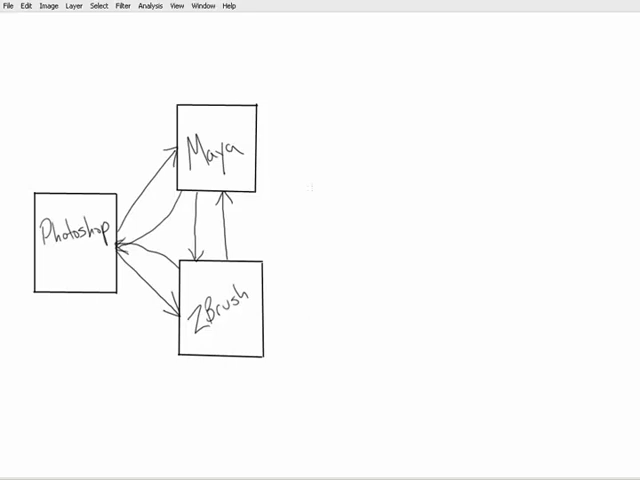 File Edit Image Layer Select Filter Analysis View Window Help
Maya
Photoshop
ZBrush